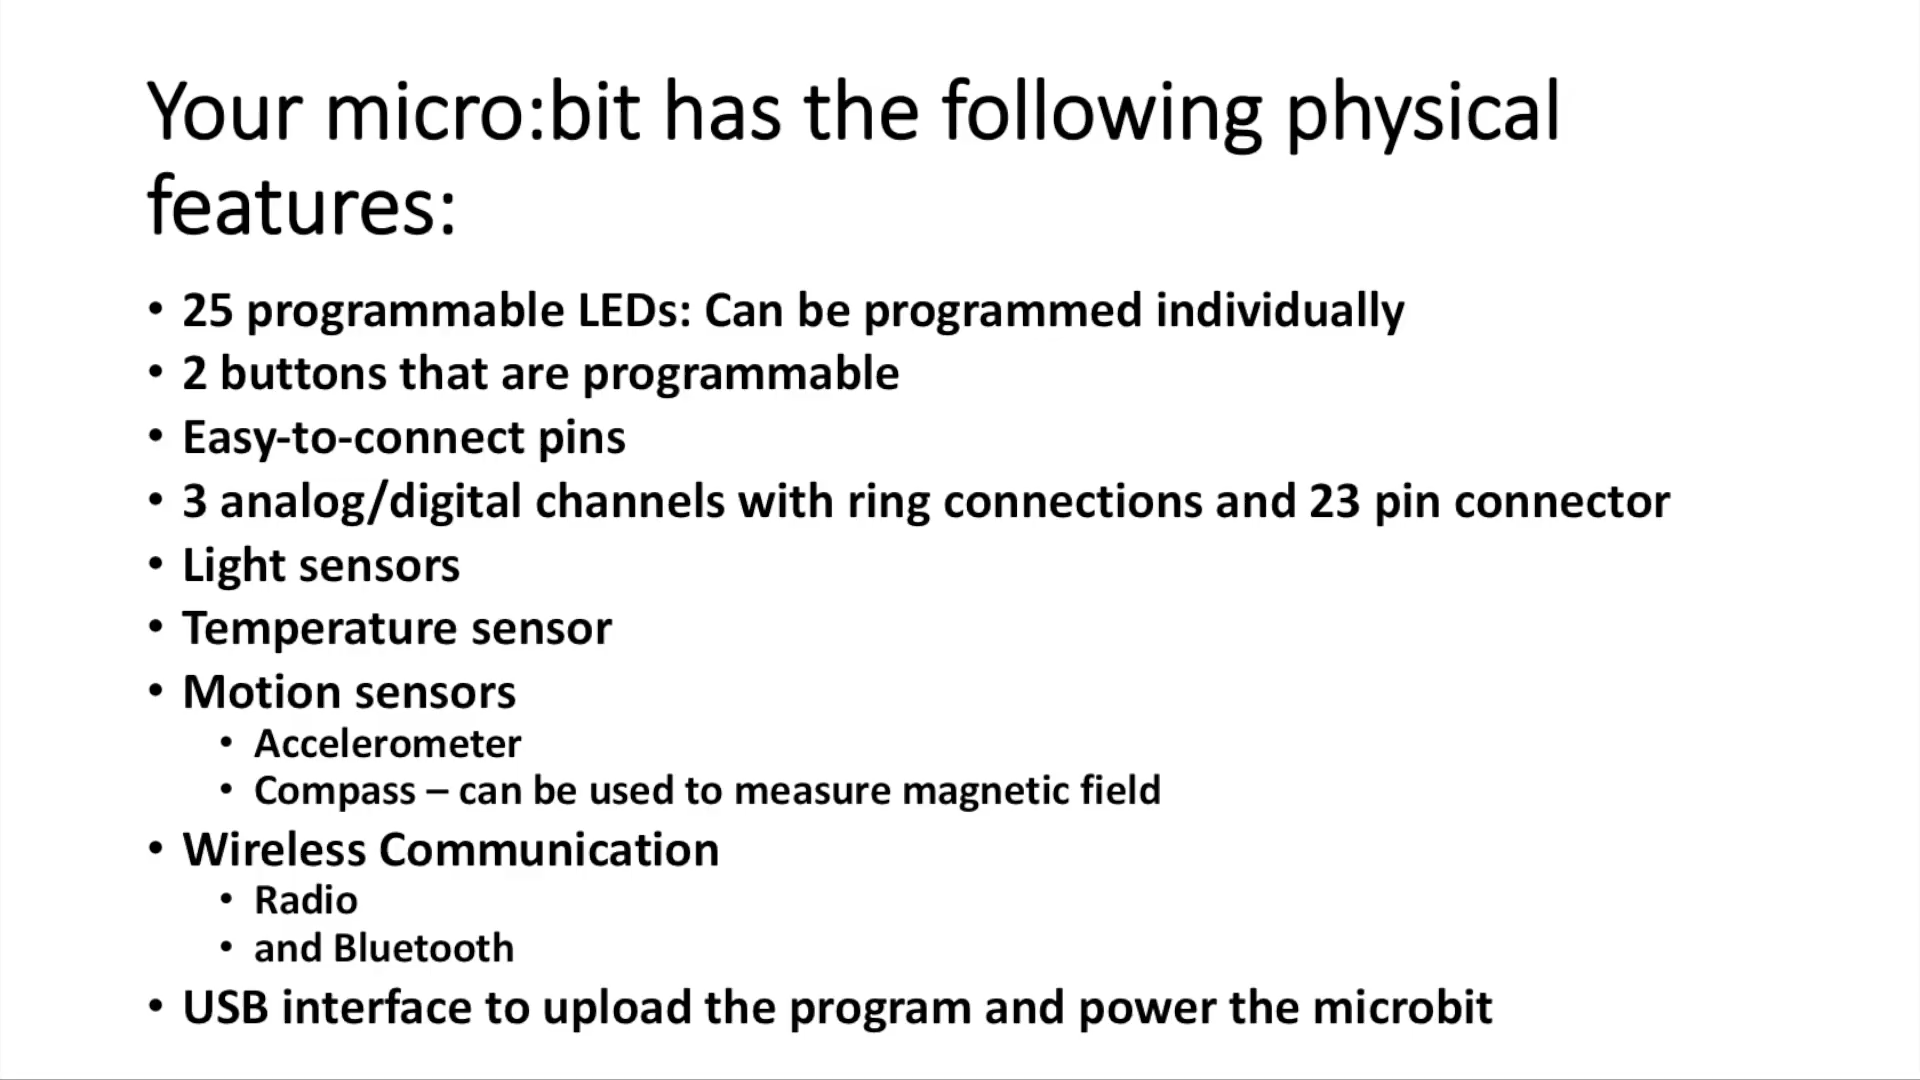 Your micro:bit has the following physical
features:
• 25 programmable LEDs: Can be programmed individually
• 2 buttons that are programmable
• Easy-to-connect pins
• 3 analog/digital channels with ring connections and 23 pin connector
• Light sensors
• Temperature sensor
• Motion sensors
• Accelerometer
• Compass – can be used to measure magnetic field
• Wireless Communication
• Radio
• and Bluetooth
• USB interface to upload the program and power the microbit